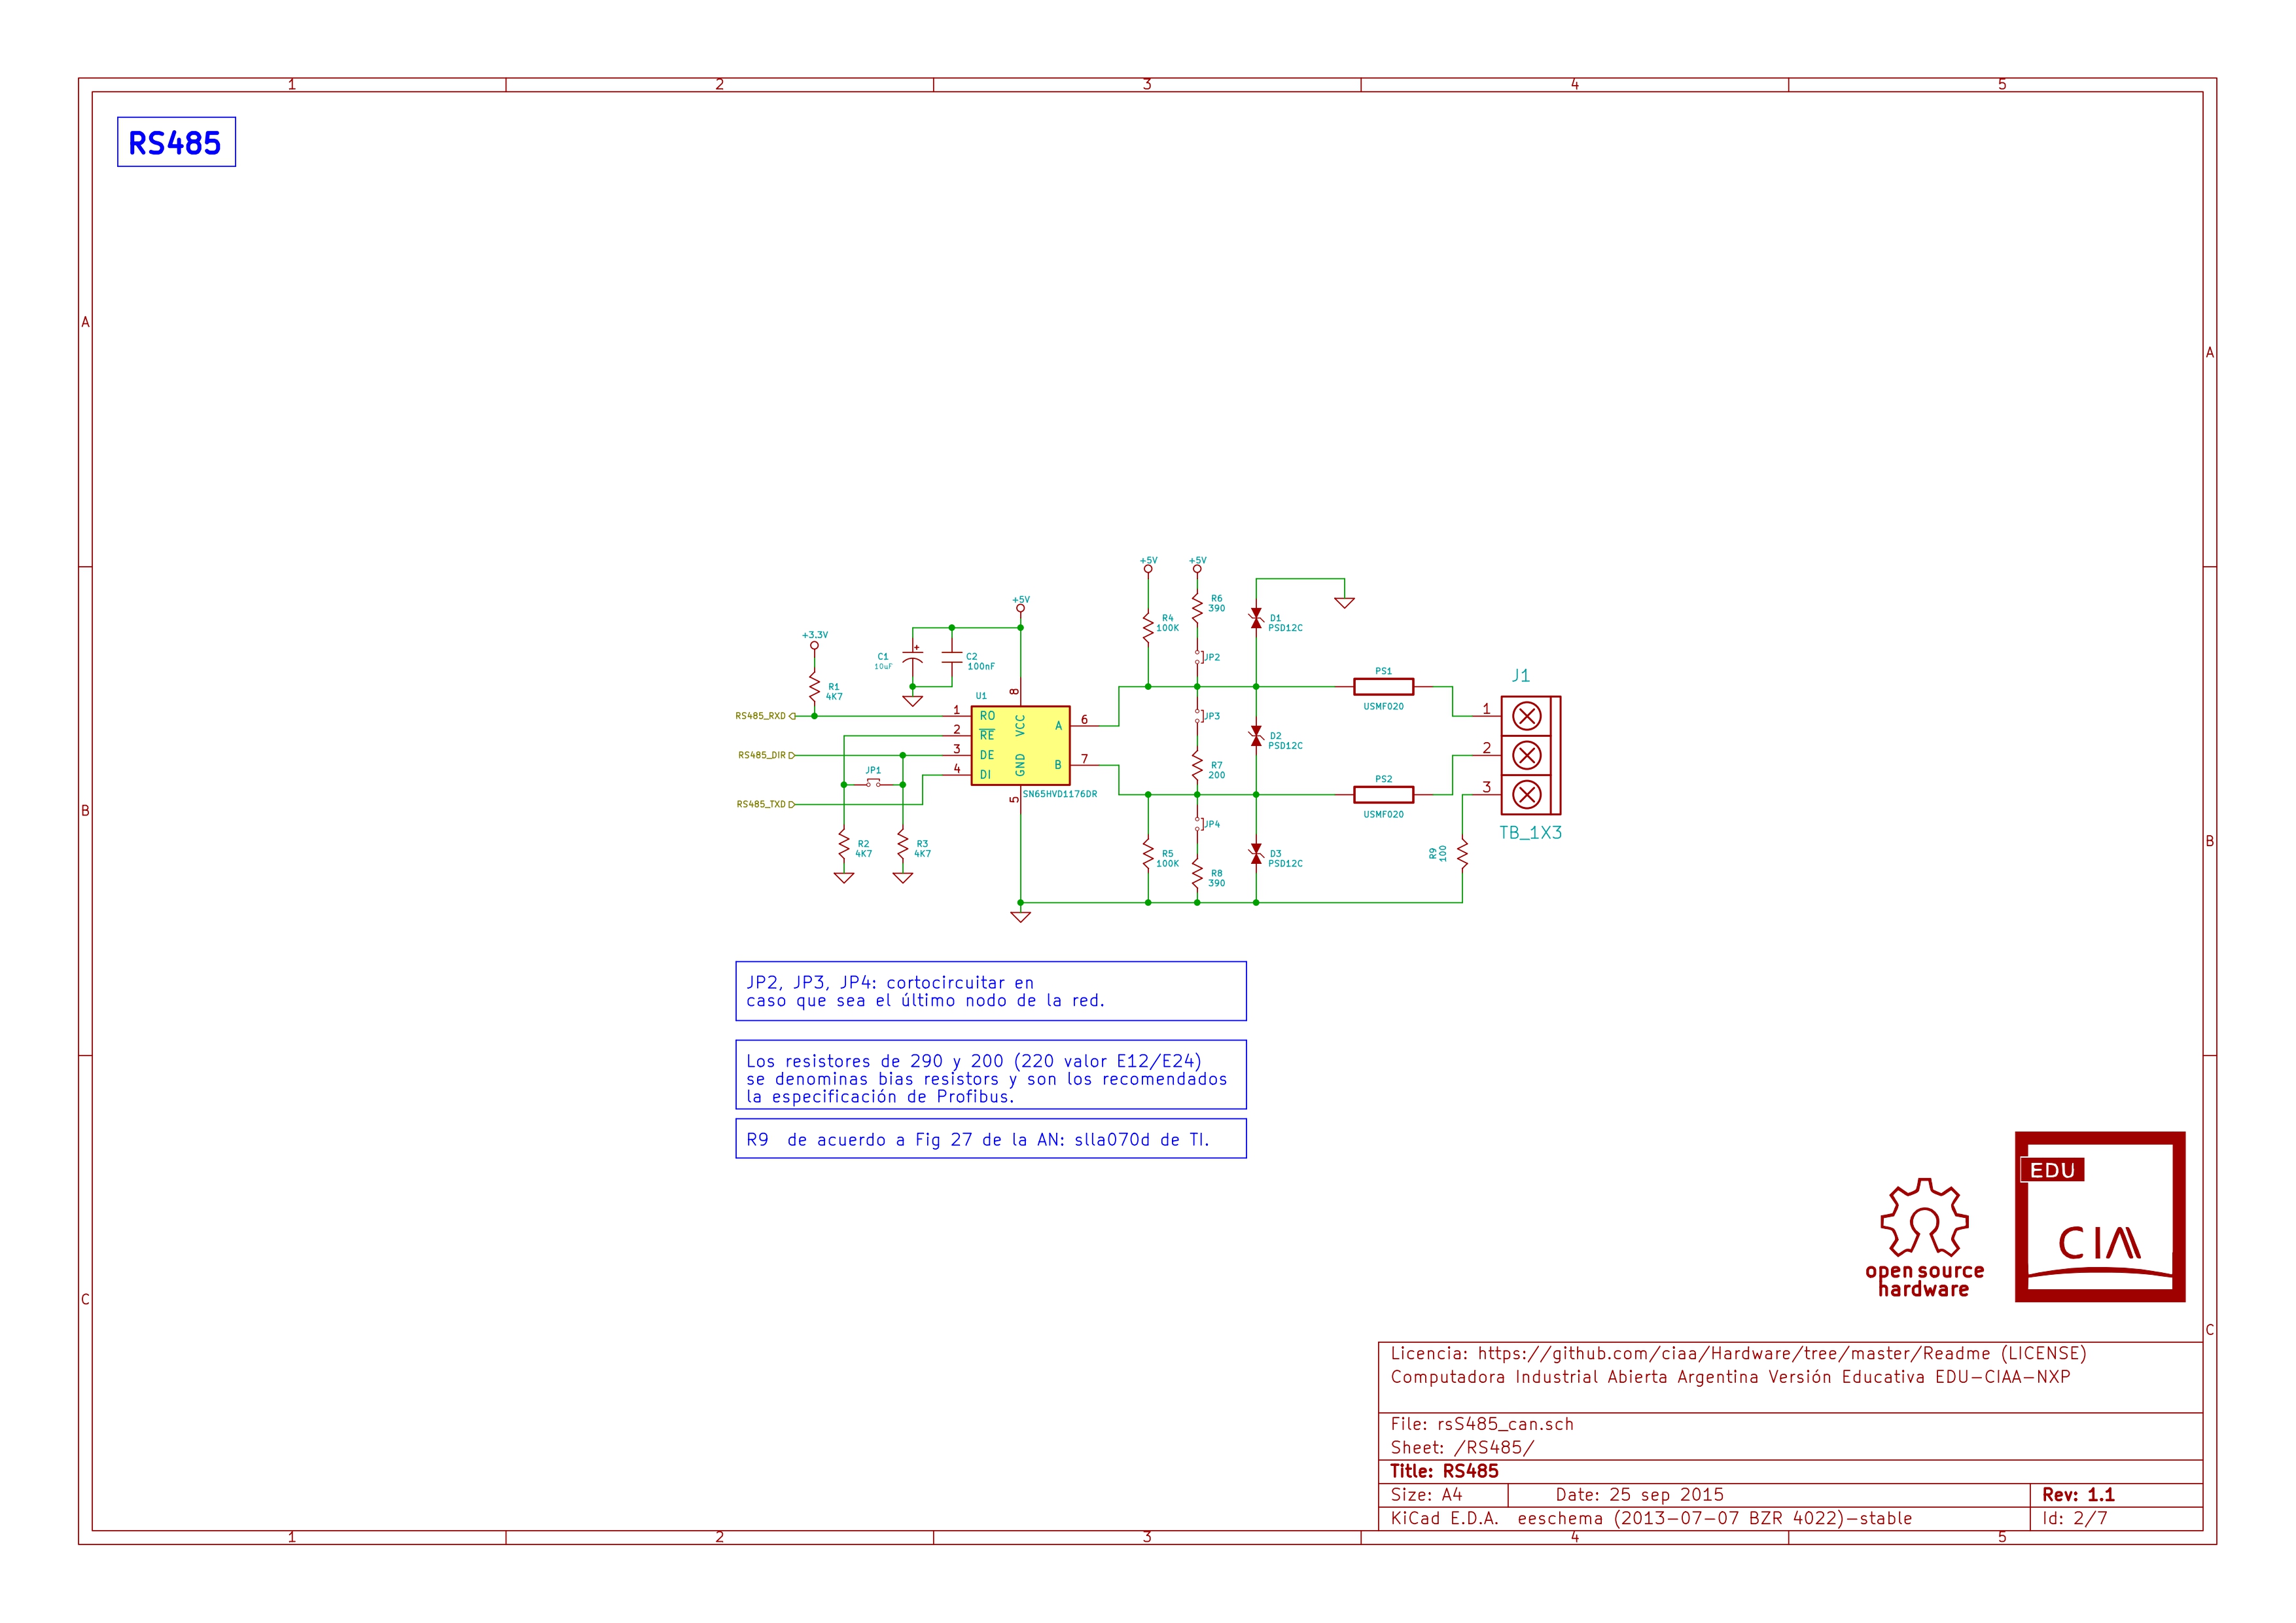 1 2 3 4 5
RS485
A
A
+5V +5V
R6
390
+5V
R4
100K
D1
PSD12C
+3.3V
C1
10uF
C2
100nF
JP2
R1
4K7
U1
8
PS1
USMF020
J1
RS485_RXD
1 RO
VCC
A 6
JP3
1
2 RE
D2
PSD12C
RS485_DIR
3 DE
GND
B 7
R7
200
2
JP1
4 DI
PS2
USMF020
3
RS485_TXD
5
SN65HVD1176DR
JP4
TB_1X3
B
B
R2
4K7
R3
4K7
R5
100K
R8
390
D3
PSD12C
R9
100
JP2, JP3, JP4: cortocircuitar en
caso que sea el último nodo de la red.
Los resistores de 290 y 200 (220 valor E12/E24)
se denominas bias resistors y son los recomendados
la especificación de Profibus.
R9  de acuerdo a Fig 27 de la AN: slla070d de TI.
EDU
CIAA
open source
hardware
C
C
Licencia: https://github.com/ciaa/Hardware/tree/master/Readme (LICENSE)
Computadora Industrial Abierta Argentina Versión Educativa EDU-CIAA-NXP
File: rsS485_can.sch
Sheet: /RS485/
Title: RS485
Size: A4 Date: 25 sep 2015 Rev: 1.1
KiCad E.D.A.  eeschema (2013-07-07 BZR 4022)-stable Id: 2/7
1 2 3 4 5